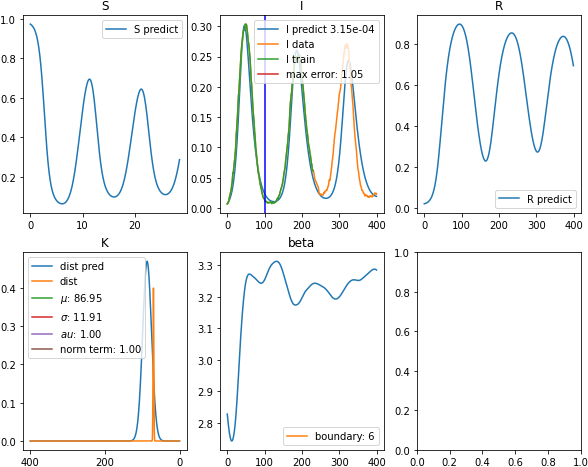 S
I
R
1.0
0.8
0.6
0.4
0.2
0 10 20
S predict
0.30
0.25
0.20
0.15
0.10
0.05
0.00
0 100 200 300 400
I predict 3.15e-04
I data
I train
max error: 1.05
0.8
0.6
0.4
0.2
0.0
0 100 200 300 400
R predict
K
beta
0.4
0.3
0.2
0.1
0.0
400 200 0
dist pred
dist
μ: 86.95
σ: 11.91
au: 1.00
norm term: 1.00
3.3
3.2
3.1
3.0
2.9
2.8
0 100 200 300 400
boundary: 6
1.0
0.8
0.6
0.4
0.2
0.0
0.0 0.2 0.4 0.6 0.8 1.0